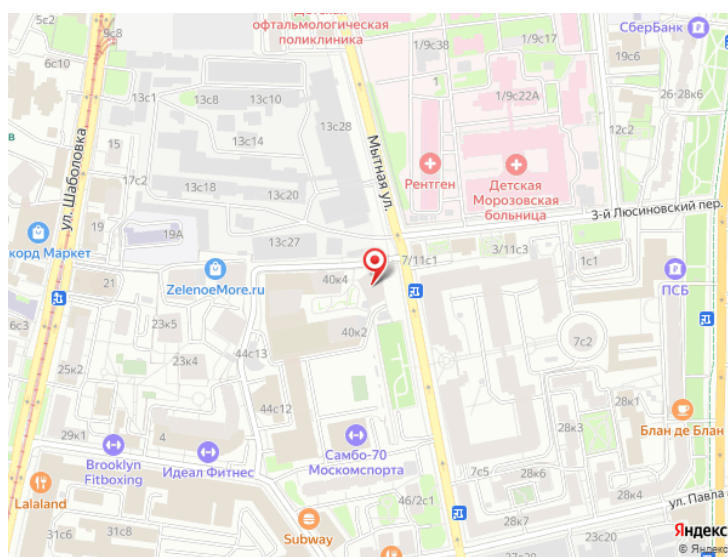 9с8
6с10
ул. Шаболовка
15
17с2
19
19А
корд Маркет
21
6с3
25к2
23к5
23к4
29к1
4
44с13
44с12
Brooklyn
Fitboxing
Идеал Фитнес
Lalaland
31с6
31с8
Subway
13с1
13с8
13с10
13с14
13с28
13с18
13с20
13с27
ZelenoeMore.ru
40к4
40к2
Самбо-70
Москомспорта
46/2с1
офтальмологическая
поликлиника
Мытная ул.
1/9с38
1/9с17
1
1/9с22А
Рентген
Детская
Морозовская
больница
СберБанк
19с6
26-28к6
12с2
3-й Люсиновский пер.
7/11с1
3/11с3
1с1
ПСБ
7с2
28к1
28к3
Блан де Блан
7с5
28к6
28к4
28к7
ул. Павла
23с20
Яндекс
© Яндекс